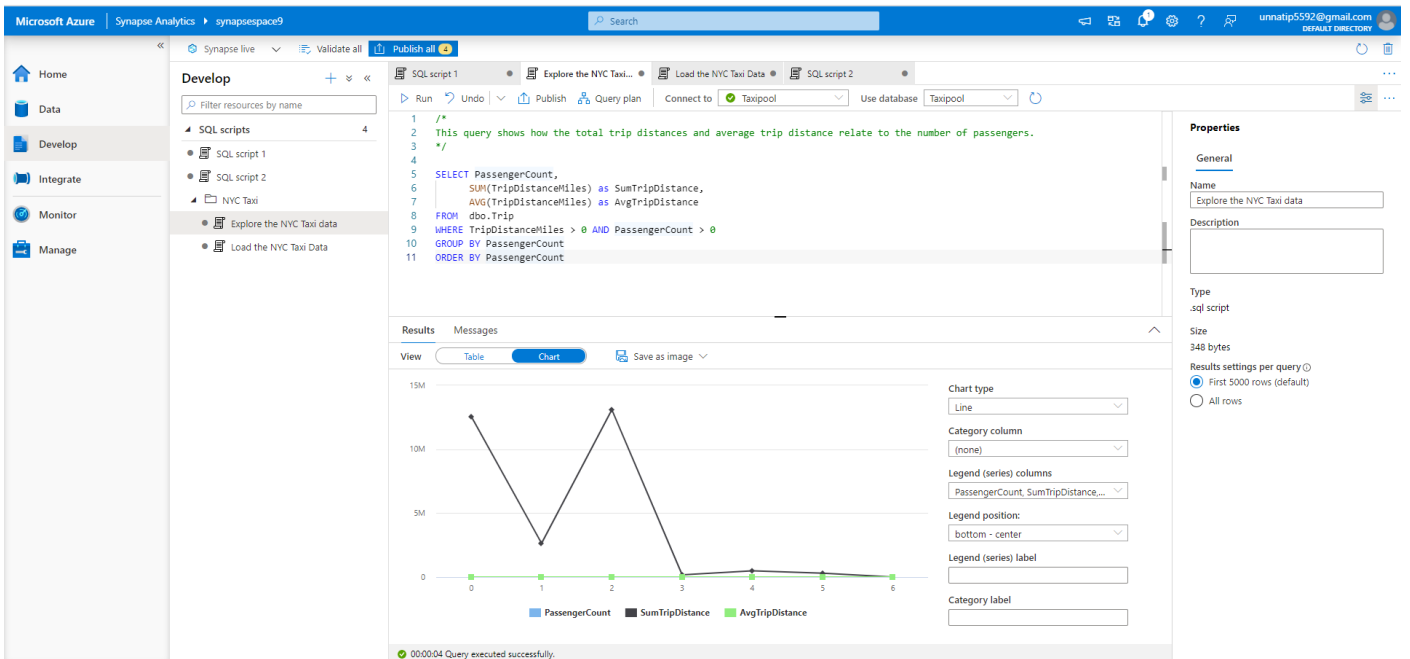 Microsoft Azure Synapse Analytics synapsespace9 Search 1 unnatip5592@gmail.com
DEFAULT DIRECTORY
Synapse live Validate all Publish all 4
Home
Data
Develop
Integrate
Monitor
Manage
Develop
Filter resources by name
SQL scripts 4
SQL script 1
SQL script 2
NYC Taxi
Explore the NYC Taxi data
Load the NYC Taxi Data
SQL script 1 Explore the NYC Taxi... Load the NYC Taxi Data SQL script 2
Run Undo Publish Query plan Connect to Taxipool Use database Taxipool
1 /*
2 This query shows how the total trip distances and average trip distance relate to the number of passengers.
3 */
4
5 SELECT PassengerCount,
6 SUM(TripDistanceMiles) as SumTripDistance,
7 AVG(TripDistanceMiles) as AvgTripDistance
8 FROM dbo.Trip
9 WHERE TripDistanceMiles > 0 AND PassengerCount > 0
10 GROUP BY PassengerCount
11 ORDER BY PassengerCount
Results Messages
View Table Chart Save as image
15M
10M
5M
0
0 1 2 3 4 5 6
PassengerCount SumTripDistance AvgTripDistance
Chart type
Line
Category column
(none)
Legend (series) columns
PassengerCount, SumTripDistance,...
Legend position:
bottom - center
Legend (series) label
Category label
00:00:04 Query executed successfully.
Properties
General
Name
Explore the NYC Taxi data
Description
Type
.sql script
Size
348 bytes
Results settings per query
First 5000 rows (default)
All rows